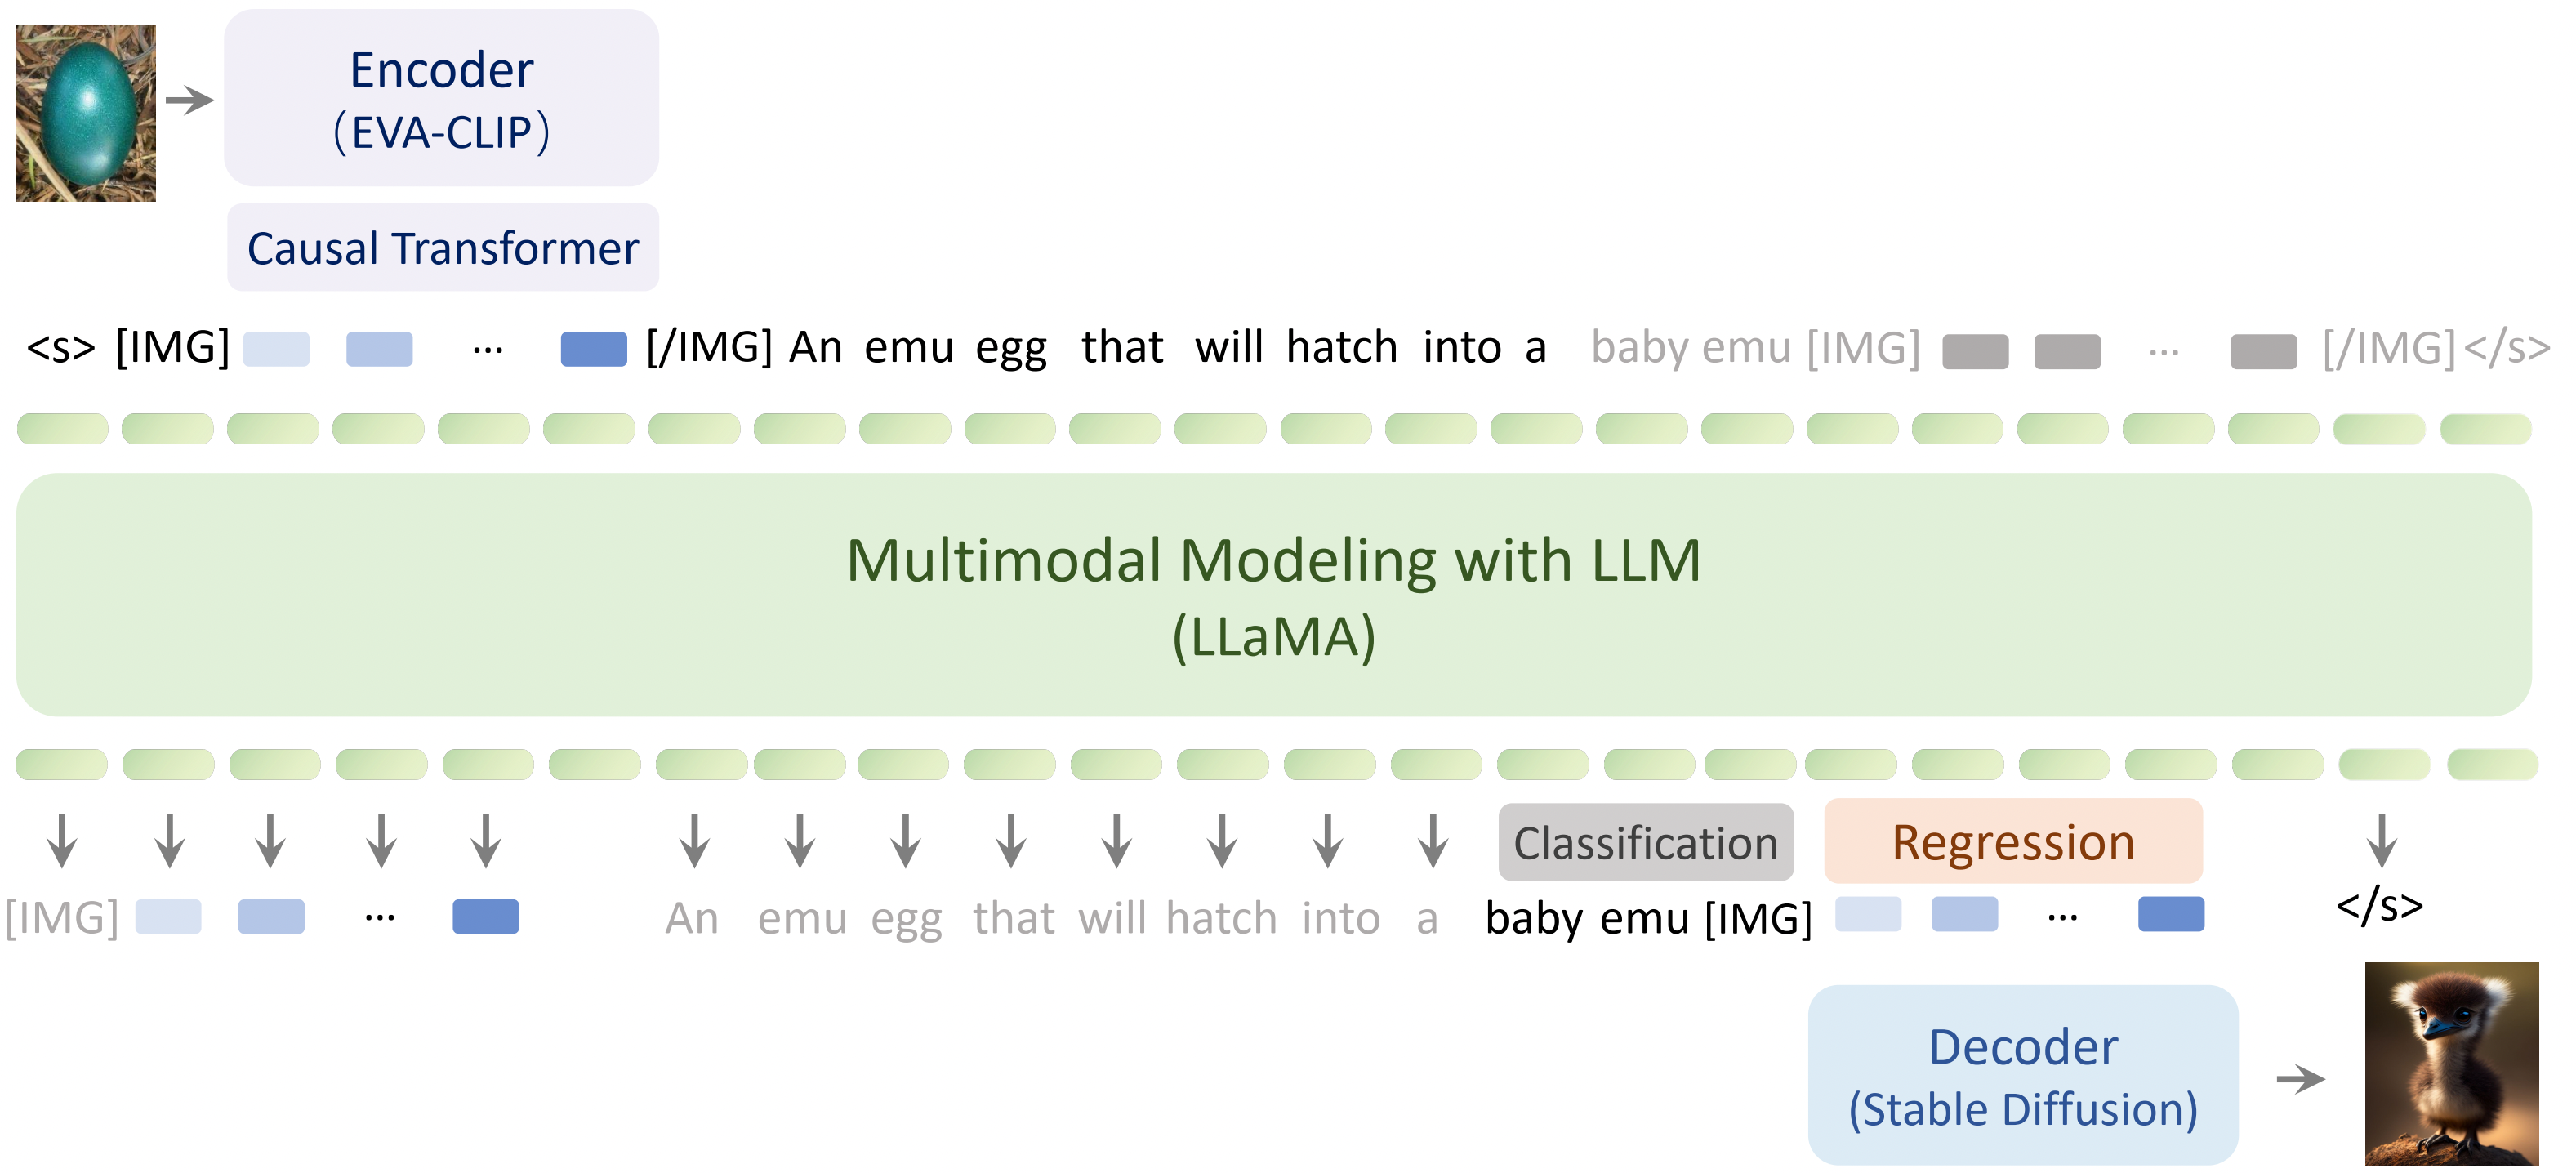 Encoder
(EVA-CLIP)
Causal Transformer
<s> [IMG] ... [/IMG] An emu egg that will hatch into a baby emu [IMG] ... [/IMG] </s>
Multimodal Modeling with LLM
(LLaMA)
Classification Regression
[IMG] ... An emu egg that will hatch into a baby emu [IMG] ... </s>
Decoder
(Stable Diffusion)